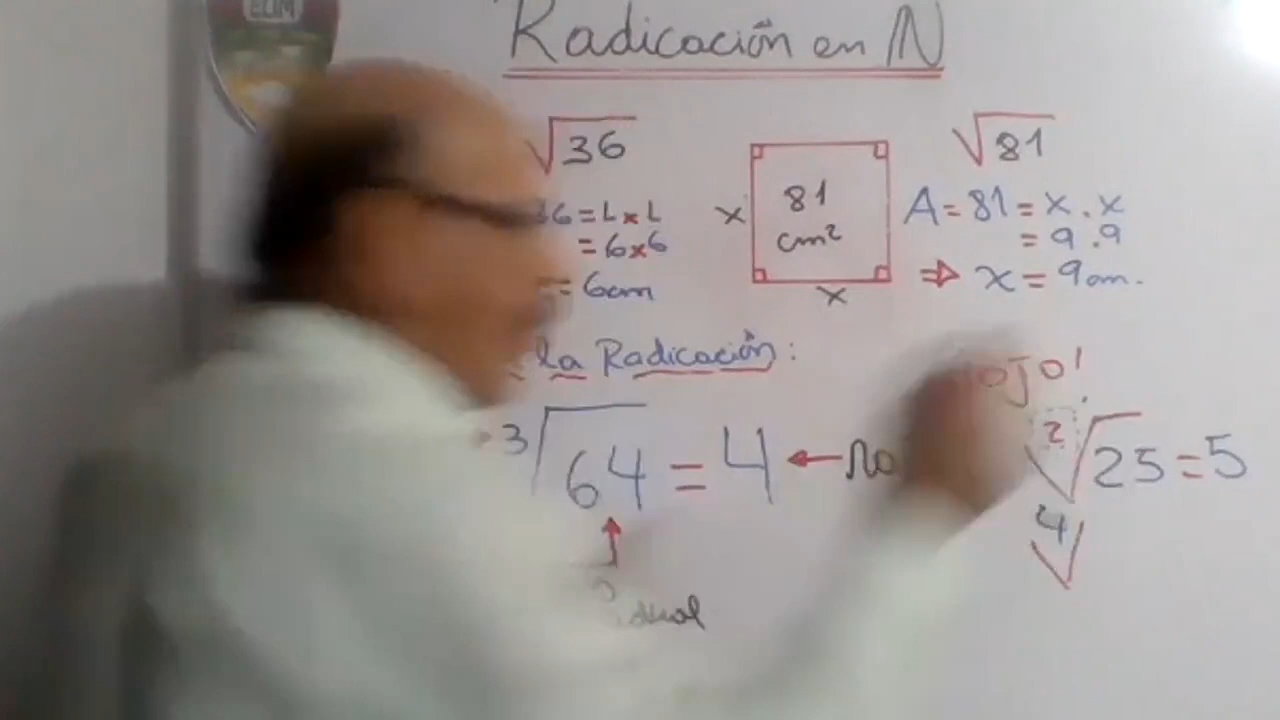 ELIM
Radicación en ℕ
√36
36 = L x L
= 6x6
= 6cm
x
81
cm²
x
√81
A = 81 = x . x
= 9 . 9
⇒ x = 9cm.
la Radicación:
³√64 = 4 ←
ojo!
²√25 = 5
⁴√